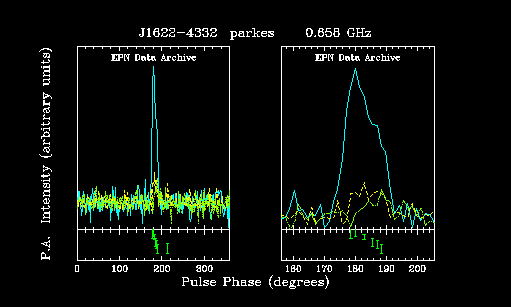 J1622-4332 parkes 0.658 GHz
EPN Data Archive EPN Data Archive
P.A. Intensity (arbitrary units)
0 100 200 300 160 170 180 190 200
Pulse Phase (degrees)